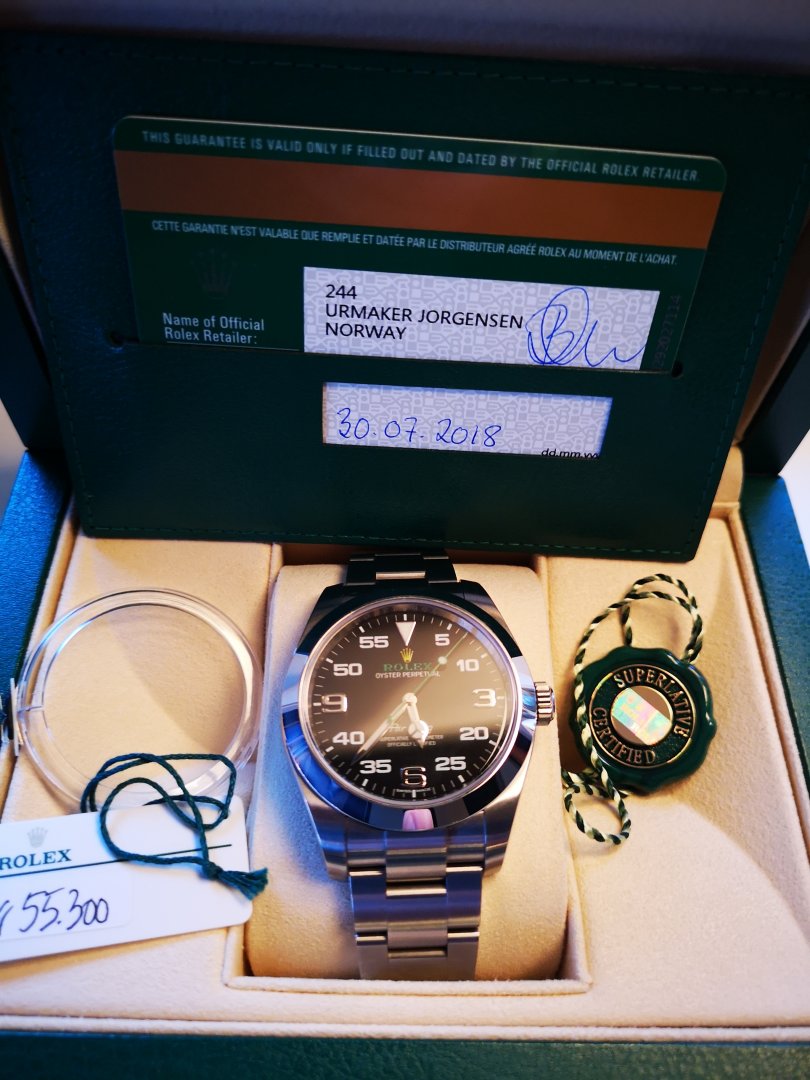 THIS GUARANTEE IS VALID ONLY IF FILLED OUT AND DATED BY THE OFFICIAL ROLEX RETAILER.
CETTE GARANTIE N'EST VALABLE QUE REMPLIE ET DATÉE PAR LE DISTRIBUTEUR AGRÉÉ ROLEX AU MOMENT DE L'ACHAT.
Name of Official
Rolex Retailer:
244
URMAKER JORGENSEN
NORWAY
30.07.2018
dd.mm.yy
55 5
50 10
9 3
40 20
35 25
6
ROLEX
OYSTER PERPETUAL
OFFICIALLY CERTIFIED
SUPERLATIVE
CERTIFIED
ROLEX
55.300